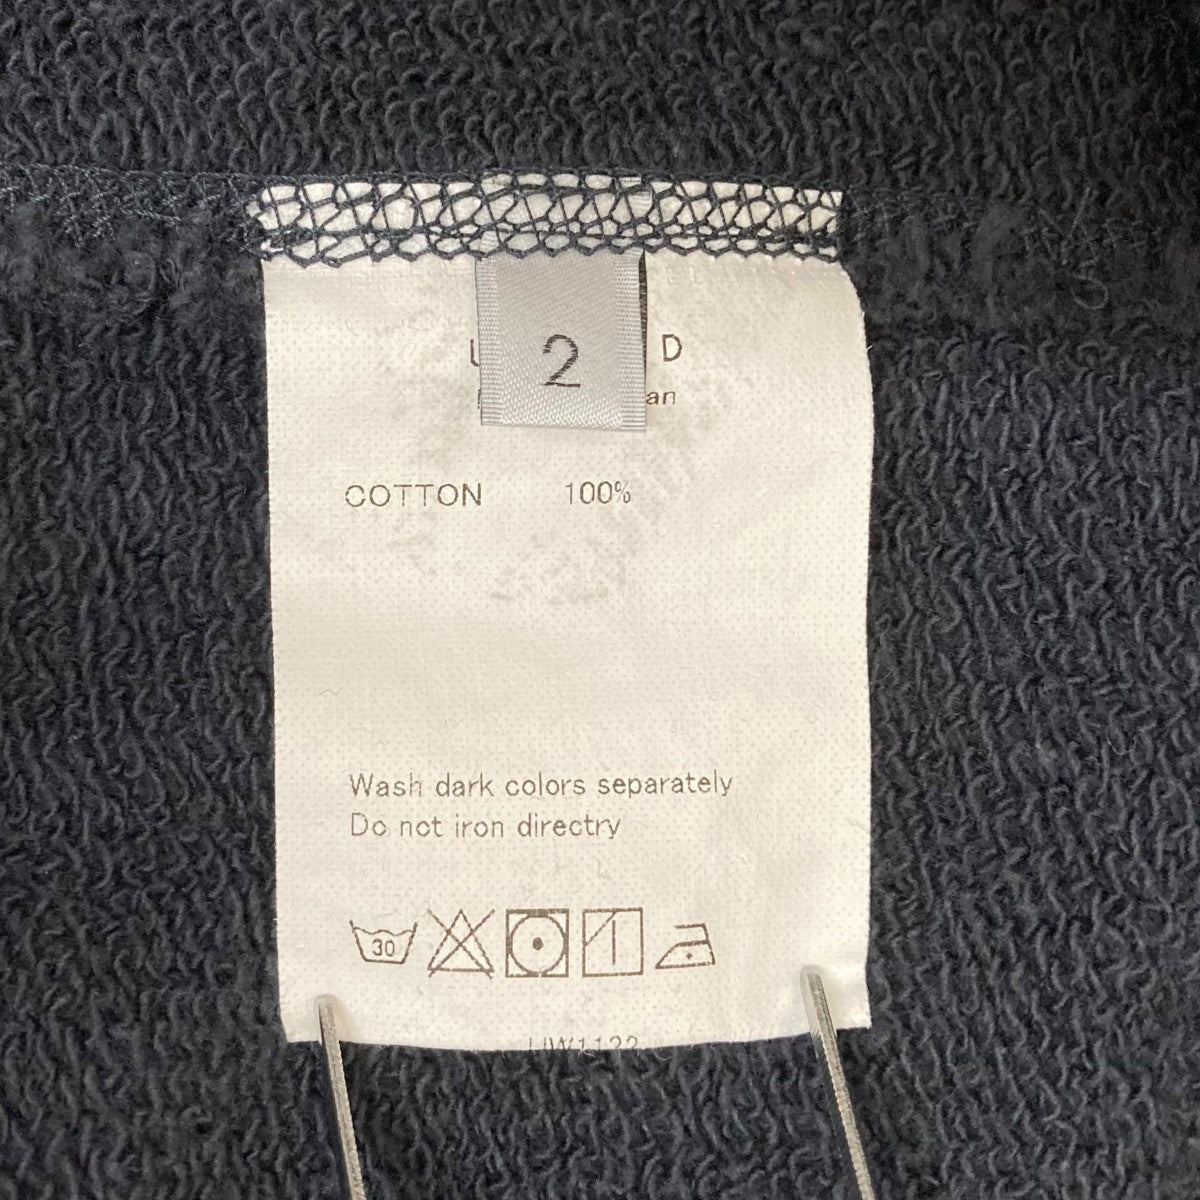 2
D
COTTON 100%
Wash dark colors separately
Do not iron directry
30